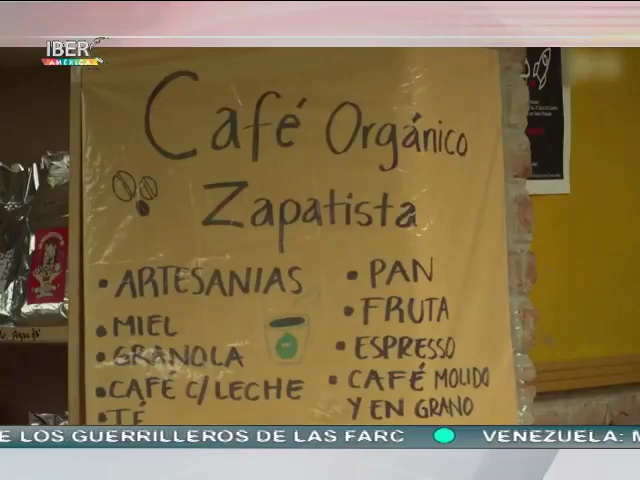 IBER
AMÉRICA
Café Orgánico
Zapatista
• ARTESANIAS
• MIEL
• GRANOLA
• CAFÉ C/ LECHE
• TÉ
• PAN
• FRUTA
• ESPRESSO
• CAFÉ MOLIDO
Y EN GRANO
E LOS GUERRILLEROS DE LAS FARC
VENEZUELA: